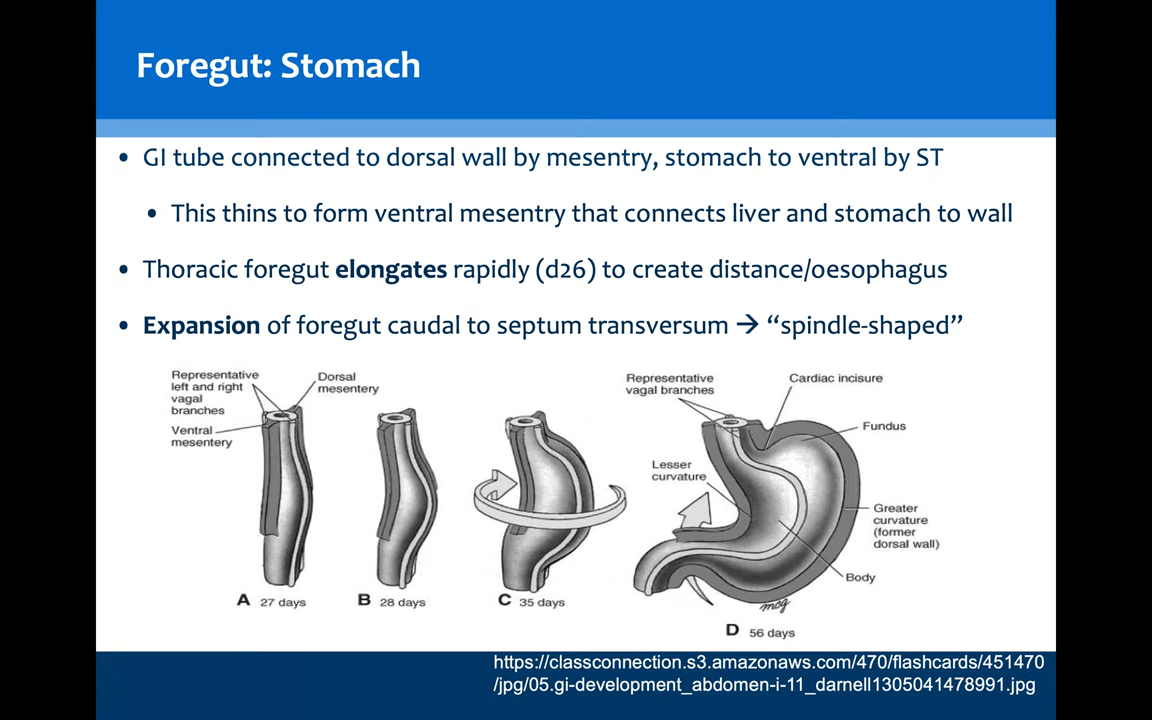 Foregut: Stomach
• GI tube connected to dorsal wall by mesentry, stomach to ventral by ST
• This thins to form ventral mesentry that connects liver and stomach to wall
• Thoracic foregut elongates rapidly (d26) to create distance/oesophagus
• Expansion of foregut caudal to septum transversum → “spindle-shaped”
Representative
left and right
vagal
branches
Ventral
mesentery
Dorsal
mesentery
A 27 days
B 28 days
C 35 days
Representative
vagal branches
Cardiac incisure
Fundus
Lesser
curvature
Greater
curvature
(former
dorsal wall)
Body
mog
D 56 days
https://classconnection.s3.amazonaws.com/470/flashcards/451470
/jpg/05.gi-development_abdomen-i-11_darnell1305041478991.jpg